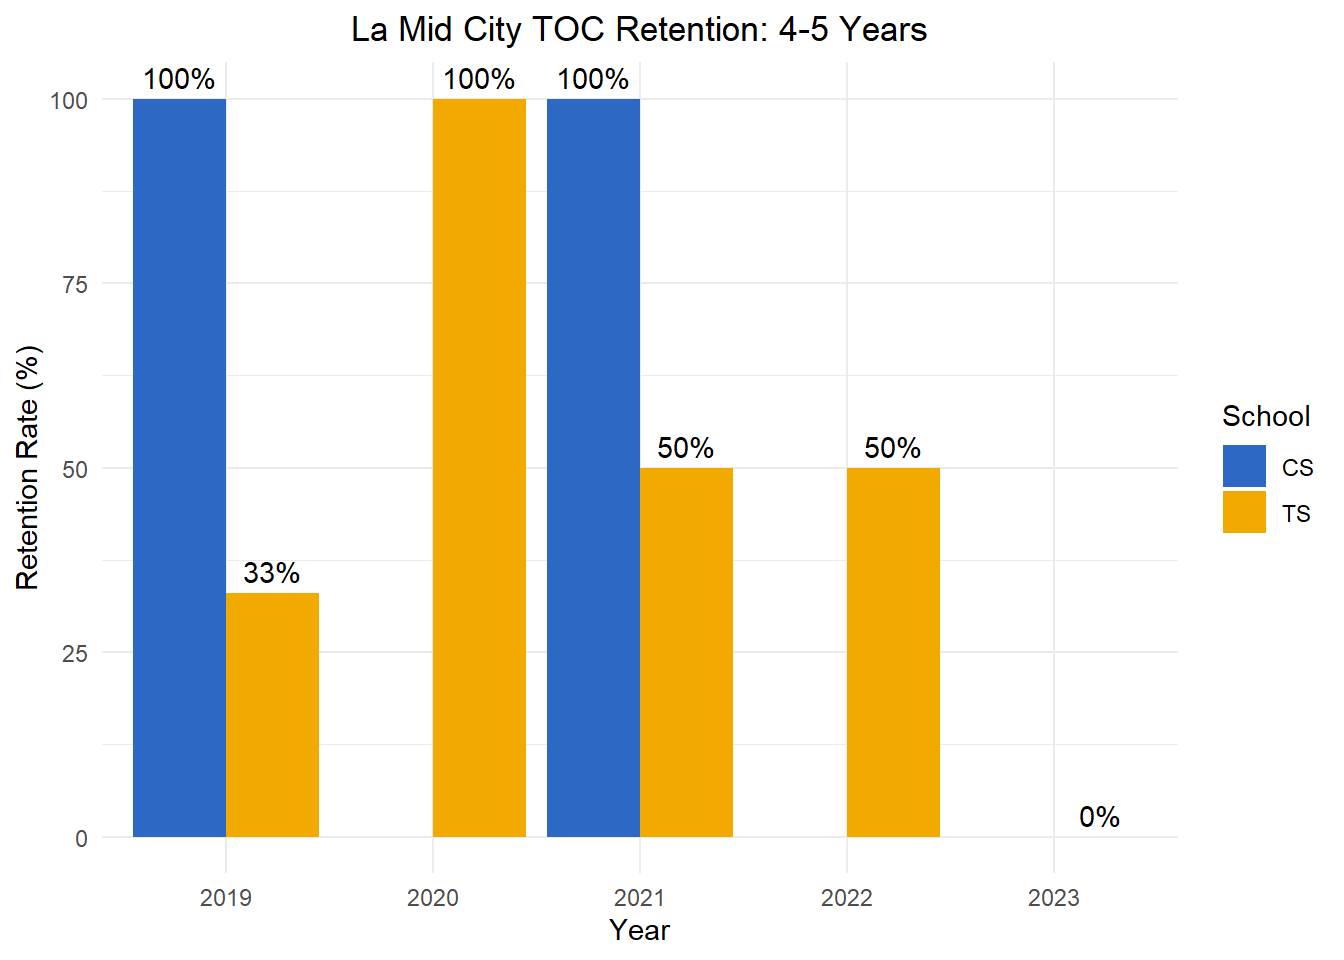 La Mid City TOC Retention: 4-5 Years
100% 100% 100%
100
75
50% 50%
50
33%
25
0%
0
2019 2020 2021 2022 2023
Year
Retention Rate (%)
School
CS
TS